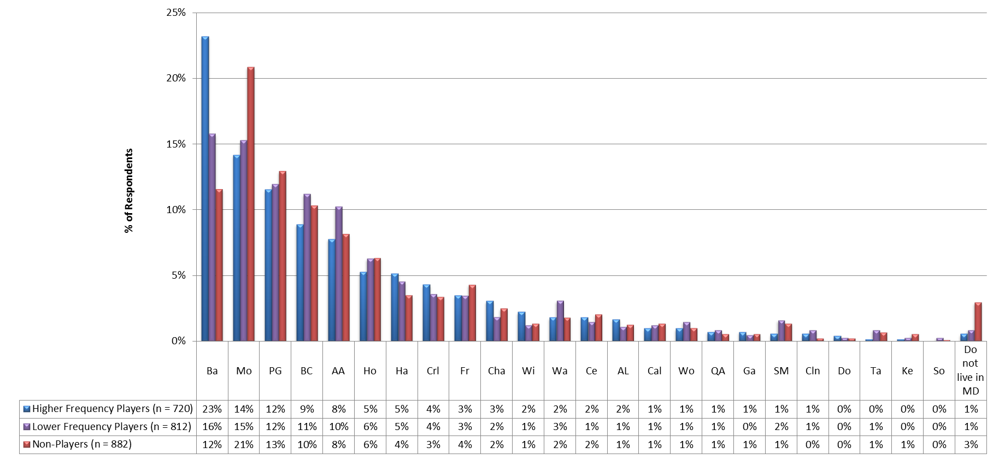 25%
20%
15%
10%
5%
0%
% of Respondents
Ba Mo PG BC AA Ho Ha Crl Fr Cha Wi Wa Ce AL Cal Wo QA Ga SM Cln Do Ta Ke So Do
not
live in
MD
Higher Frequency Players (n = 720) 23% 14% 12% 9% 8% 5% 5% 4% 3% 3% 2% 2% 2% 2% 1% 1% 1% 1% 1% 1% 0% 0% 0% 0% 1%
Lower Frequency Players (n = 812) 16% 15% 12% 11% 10% 6% 5% 4% 3% 2% 1% 3% 1% 1% 1% 1% 1% 0% 2% 1% 0% 1% 0% 0% 1%
Non-Players (n = 882) 12% 21% 13% 10% 8% 6% 4% 3% 4% 2% 1% 2% 2% 1% 1% 1% 1% 1% 1% 0% 0% 1% 1% 0% 3%